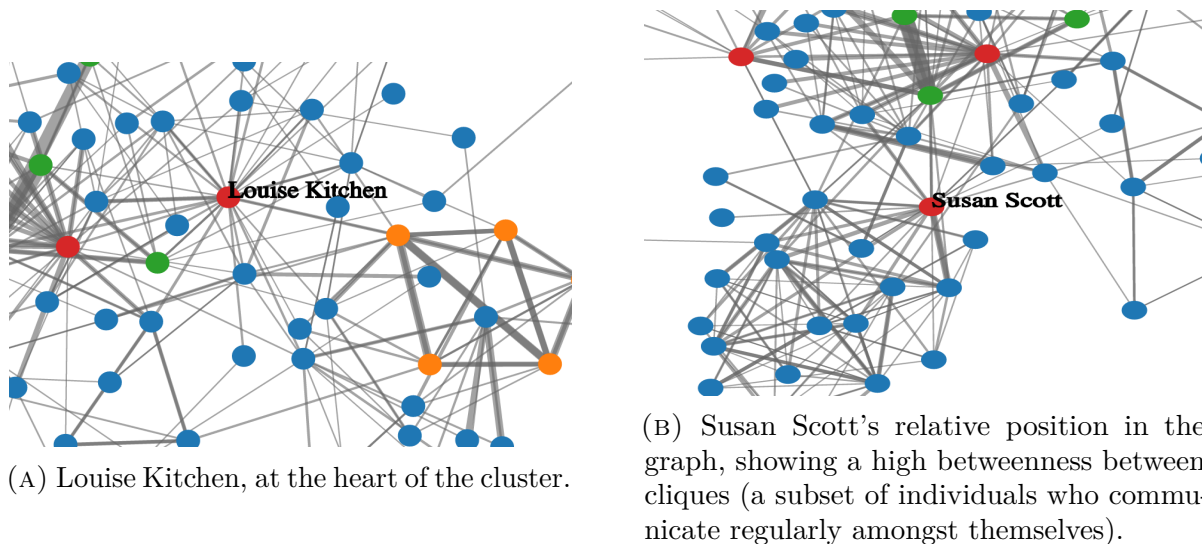 Louise Kitchen
(A) Louise Kitchen, at the heart of the cluster.
Susan Scott
(B) Susan Scott's relative position in the
graph, showing a high betweenness between
cliques (a subset of individuals who commu-
nicate regularly amongst themselves).